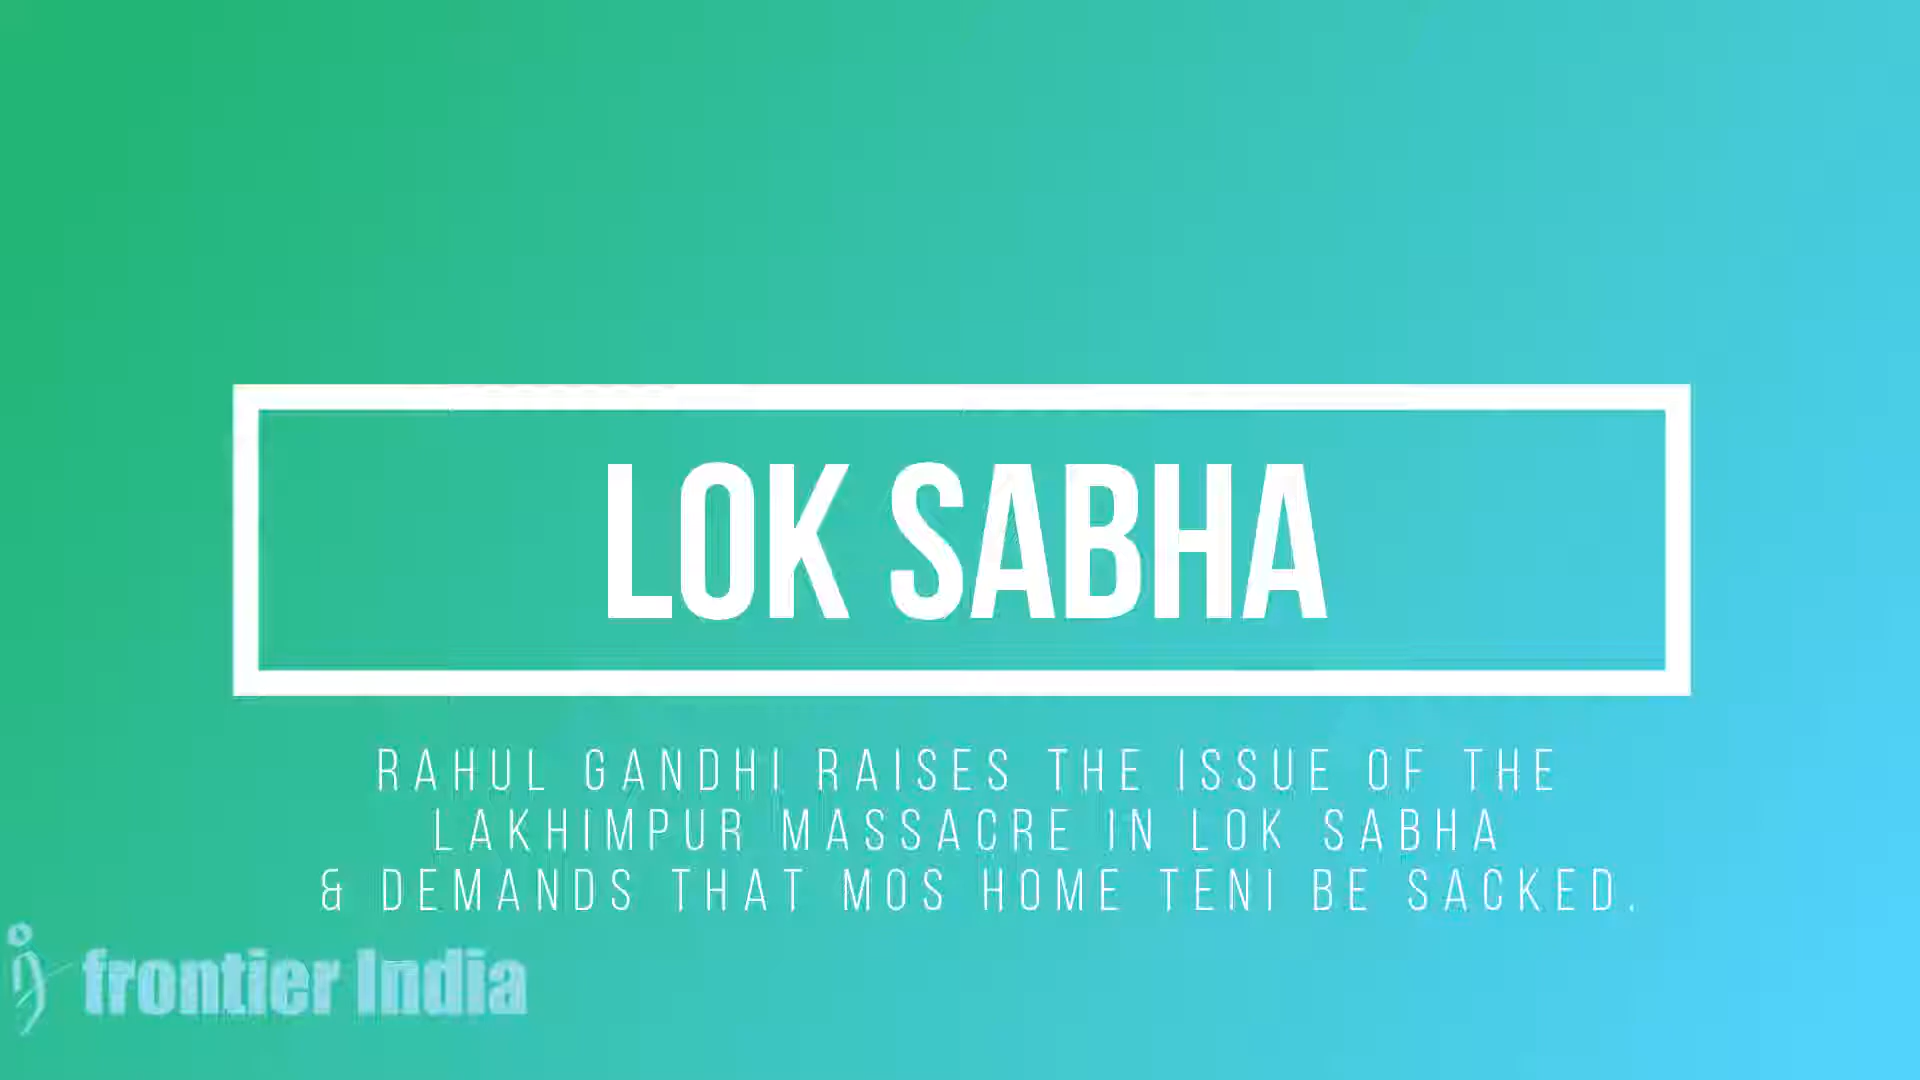 LOK SABHA
RAHUL GANDHI RAISES THE ISSUE OF THE
LAKHIMPUR MASSACRE IN LOK SABHA
& DEMANDS THAT MOS HOME TENI BE SACKED.
frontier India